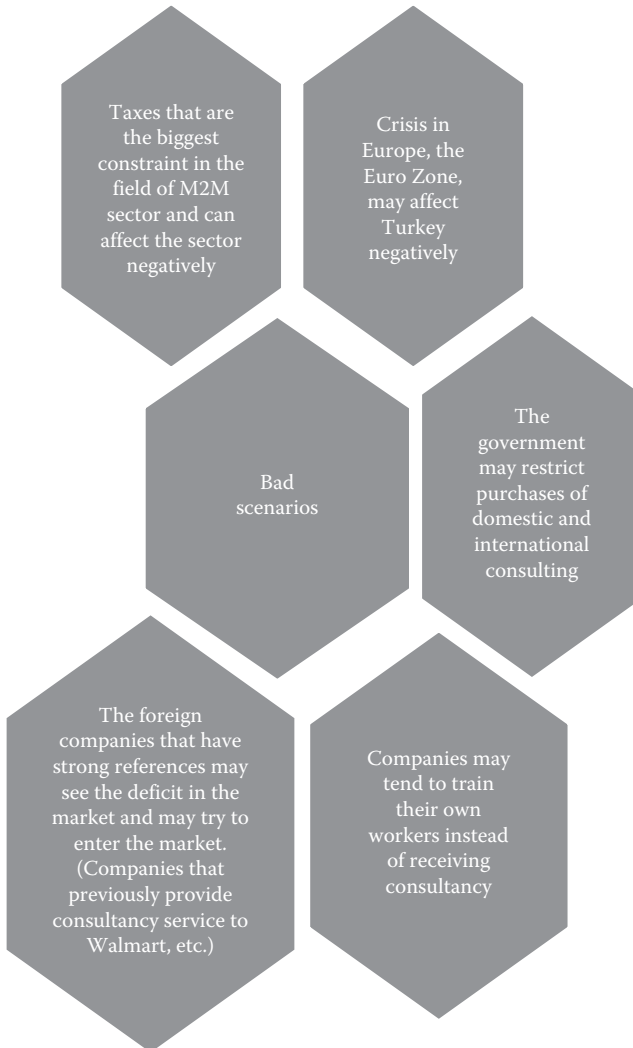 Taxes that are
the biggest
constraint in the
field of M2M
sector and can
affect the sector
negatively
Crisis in
Europe, the
Euro Zone,
may affect
Turkey
negatively
Bad
scenarios
The
government
may restrict
purchases of
domestic and
international
consulting
The foreign
companies that have
strong references may
see the deficit in the
market and may try to
enter the market.
(Companies that
previously provide
consultancy service to
Walmart, etc.)
Companies may
tend to train
their own
workers instead
of receiving
consultancy